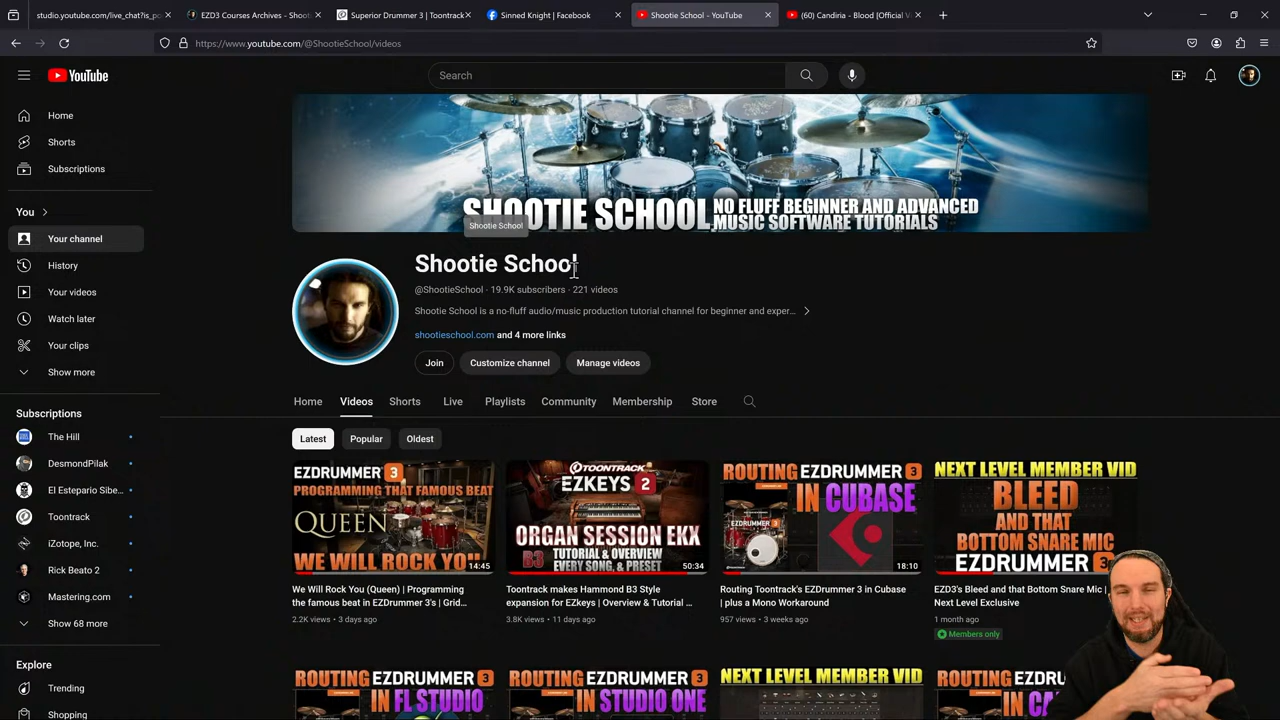 studio.youtube.com/live_chat?is_po
EZD3 Courses Archives - Shooti
Superior Drummer 3 | Toontrack
Sinned Knight | Facebook
Shootie School - YouTube
(60) Candiria - Blood [Official V
https://www.youtube.com/@ShootieSchool/videos
YouTube
Search
Home
Shorts
Subscriptions
You
Your channel
History
Your videos
Watch later
Your clips
Show more
Subscriptions
The Hill
DesmondPilak
El Estepario Sibe...
Toontrack
iZotope, Inc.
Rick Beato 2
Mastering.com
Show 68 more
Explore
Trending
Shopping
SHOOTIE SCHOOL NO FLUFF BEGINNER AND ADVANCED
MUSIC SOFTWARE TUTORIALS
Shootie School
Shootie School
@ShootieSchool · 19.9K subscribers · 221 videos
Shootie School is a no-fluff audio/music production tutorial channel for beginner and exper...
shootieschool.com and 4 more links
Join
Customize channel
Manage videos
Home
Videos
Shorts
Live
Playlists
Community
Membership
Store
Latest
Popular
Oldest
EZDRUMMER 3
PROGRAMMING THAT FAMOUS BEAT
QUEEN
WE WILL ROCK YO"
14:45
We Will Rock You (Queen) | Programming
the famous beat in EZDrummer 3's | Grid...
2.2K views · 3 days ago
TOONTRACK
EZKEYS 2
ORGAN SESSION EKX
B3 TUTORIAL & OVERVIEW
EVERY SONG, & PRESET
50:34
Toontrack makes Hammond B3 Style
expansion for EZkeys | Overview & Tutorial ...
3.8K views · 11 days ago
ROUTING EZDRUMMER 3
IN CUBASE
EZDRUMMER 3
18:10
Routing Toontrack's EZDrummer 3 in Cubase
| plus a Mono Workaround
957 views · 3 weeks ago
NEXT LEVEL MEMBER VID
BLEED
AND THAT
BOTTOM SNARE MIC
EZDRUMMER 3
EZD3's Bleed and that Bottom Snare Mic |
Next Level Exclusive
1 month ago
Members only
ROUTING EZDRUMMER 3
IN FL STUDIO
ROUTING EZDRUMMER 3
IN STUDIO ONE
NEXT LEVEL MEMBER VID
ROUTING EZDRU
IN CA